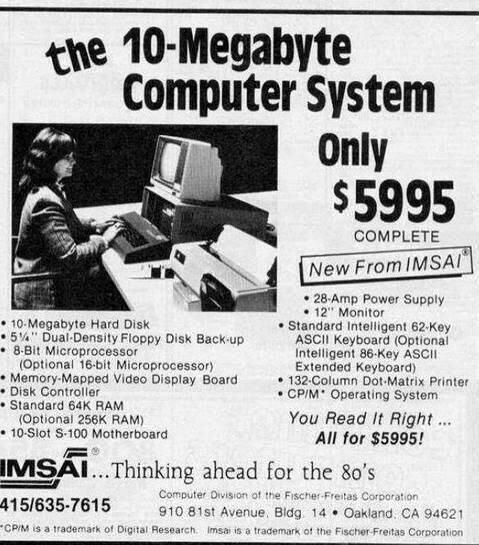 the 10-Megabyte
Computer System
Only
$5995
COMPLETE
New From IMSAI®
• 10-Megabyte Hard Disk
• 5¼" Dual-Density Floppy Disk Back-up
• 8-Bit Microprocessor
(Optional 16-bit Microprocessor)
• Memory-Mapped Video Display Board
• Disk Controller
• Standard 64K RAM
(Optional 256K RAM)
• 10-Slot S-100 Motherboard
• 28-Amp Power Supply
• 12" Monitor
• Standard Intelligent 62-Key
ASCII Keyboard (Optional
Intelligent 86-Key ASCII
Extended Keyboard)
• 132-Column Dot-Matrix Printer
• CP/M* Operating System
You Read It Right ...
All for $5995!
IMSAI® ...Thinking ahead for the 80's
415/635-7615
Computer Division of the Fischer-Freitas Corporation
910 81st Avenue, Bldg. 14 • Oakland, CA 94621
*CP/M is a trademark of Digital Research. Imsai is a trademark of the Fischer-Freitas Corporation